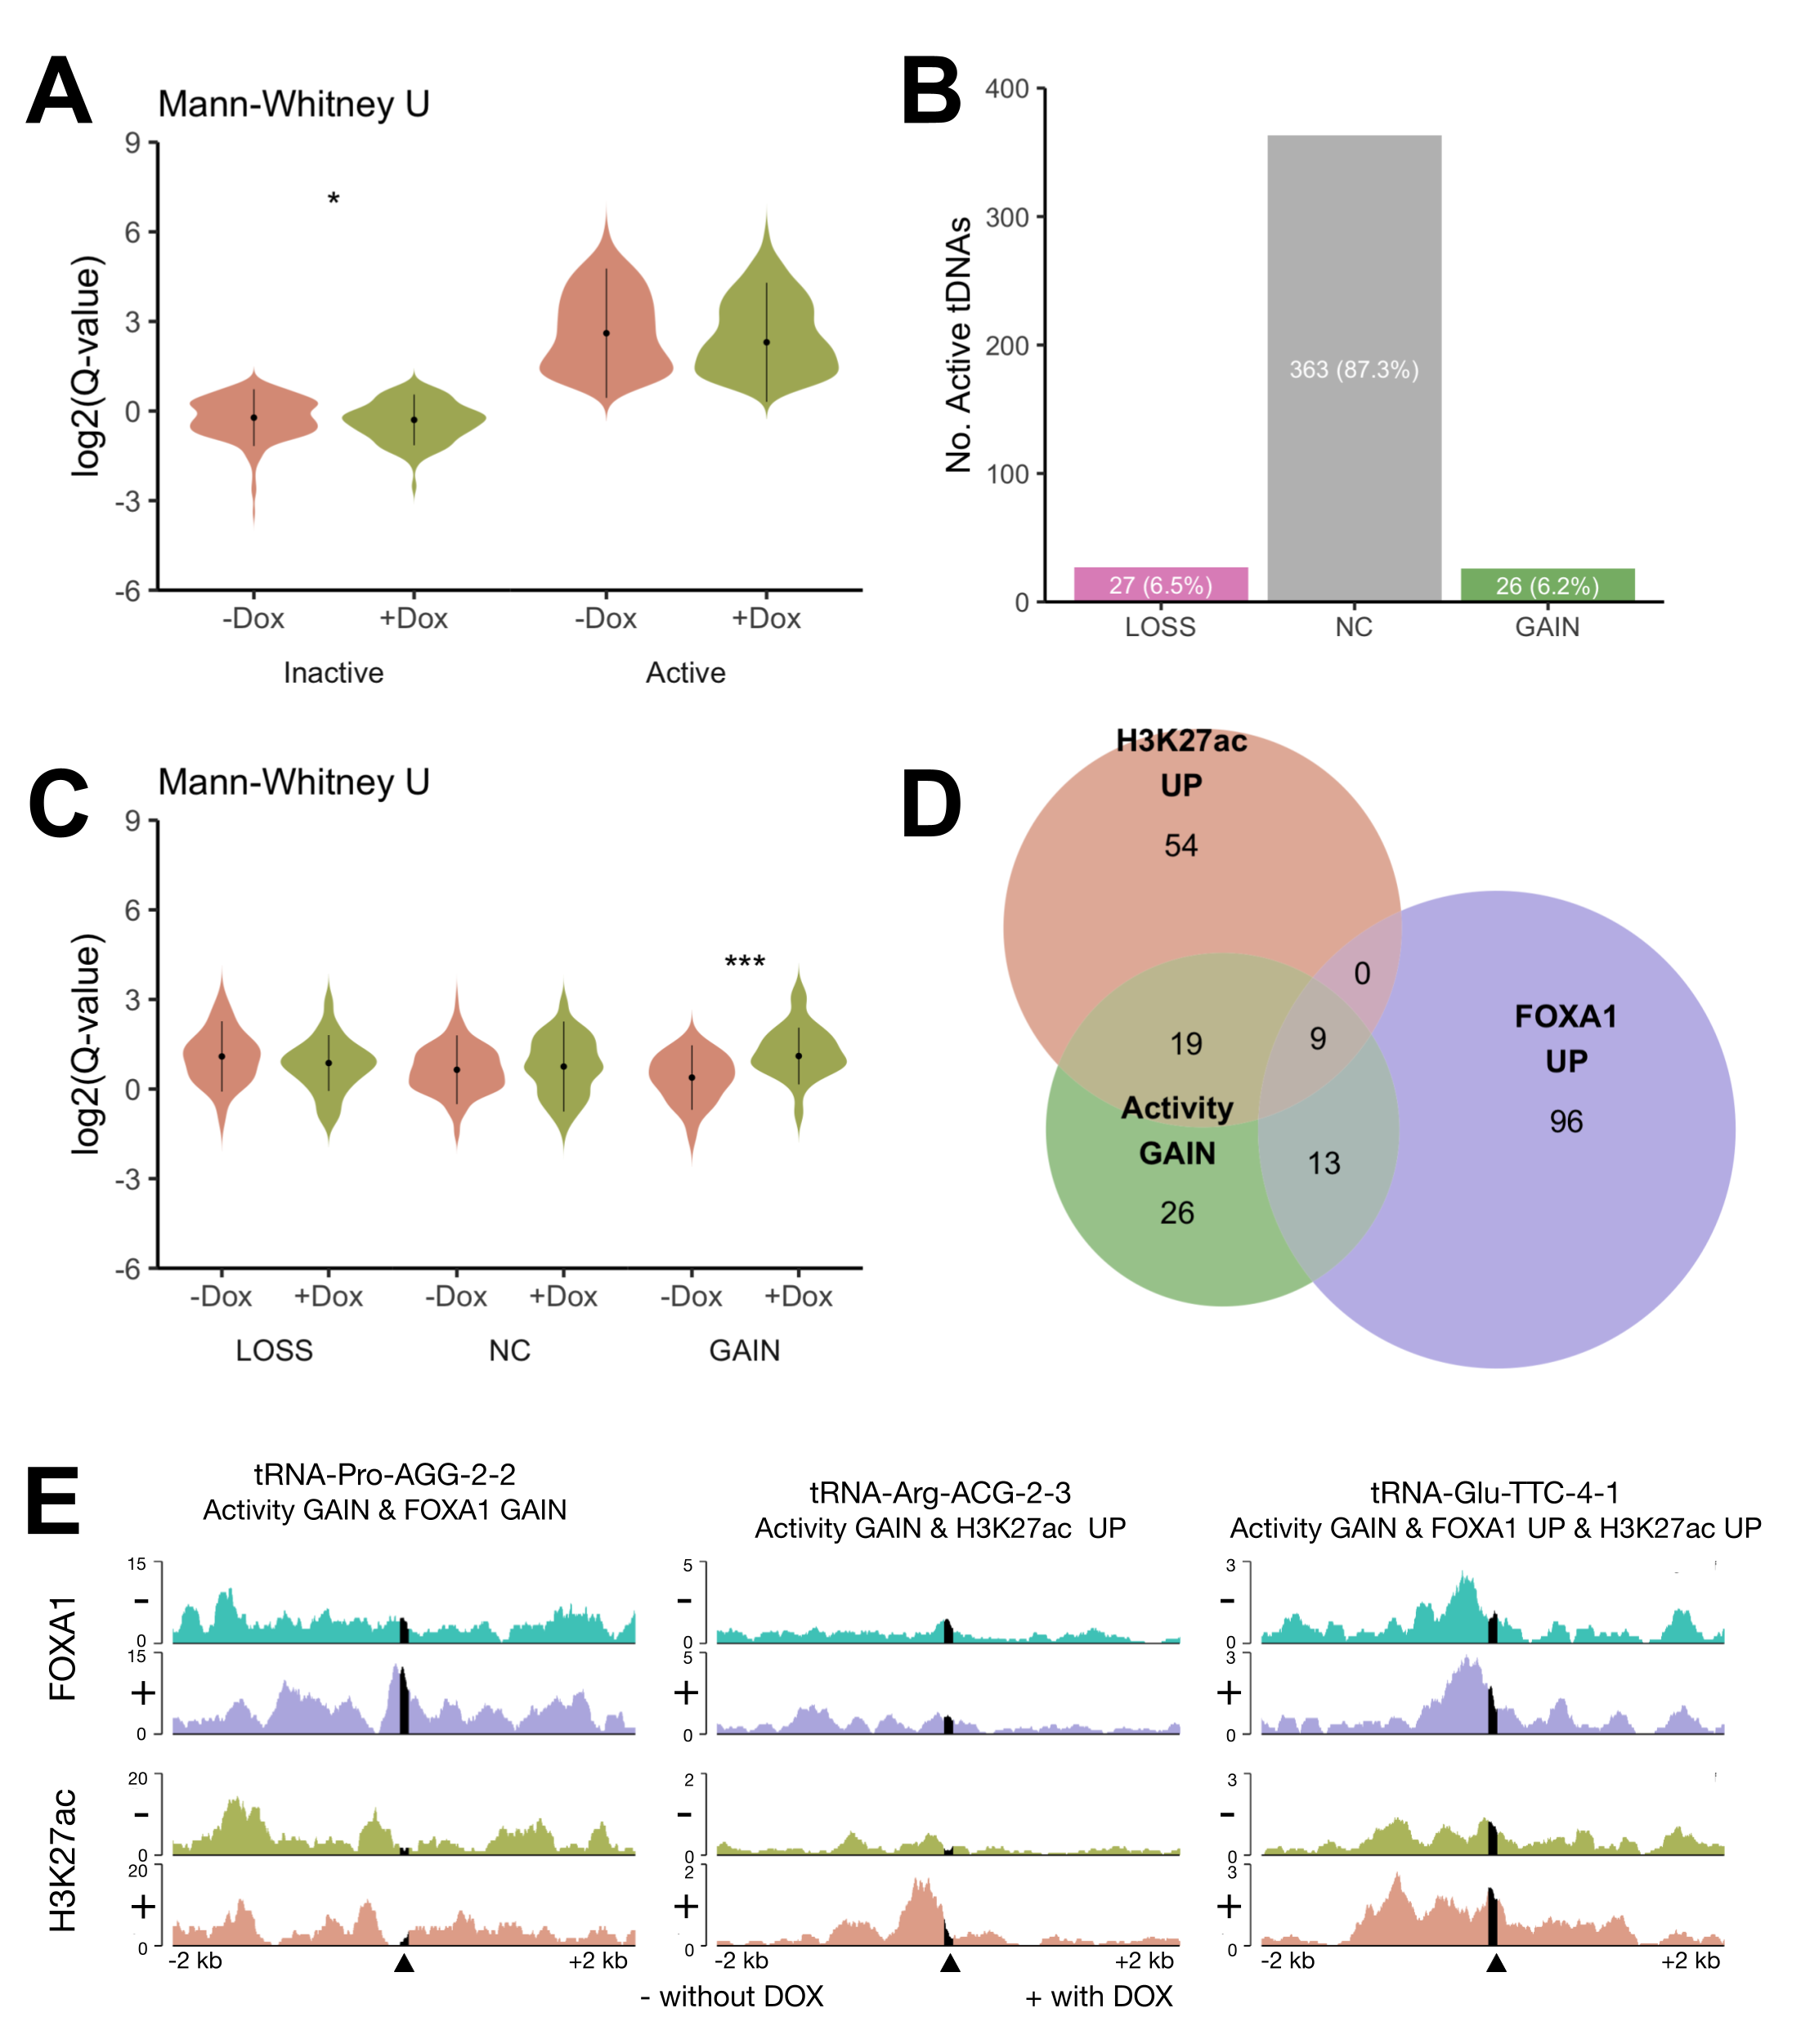 A
Mann-Whitney U
9
6
3
0
-3
-6
log2(Q-value)
*
-Dox +Dox -Dox +Dox
Inactive Active
B
400
300
200
100
0
No. Active tDNAs
363 (87.3%)
27 (6.5%)
26 (6.2%)
LOSS NC GAIN
C
Mann-Whitney U
9
6
3
0
-3
-6
log2(Q-value)
***
-Dox +Dox -Dox +Dox -Dox +Dox
LOSS NC GAIN
D
H3K27ac
UP
54
0
FOXA1
UP
96
19
9
Activity
GAIN
26
13
E
tRNA-Pro-AGG-2-2
Activity GAIN & FOXA1 GAIN
tRNA-Arg-ACG-2-3
Activity GAIN & H3K27ac UP
tRNA-Glu-TTC-4-1
Activity GAIN & FOXA1 UP & H3K27ac UP
FOXA1
15 5 3
- - -
0 0 0
15 5 3
+ + +
0 0 0
H3K27ac
20 2 3
- - -
0 0 0
20 2 3
+ + +
0 0 0
-2 kb ▲ +2 kb -2 kb ▲ +2 kb -2 kb ▲ +2 kb
- without DOX + with DOX